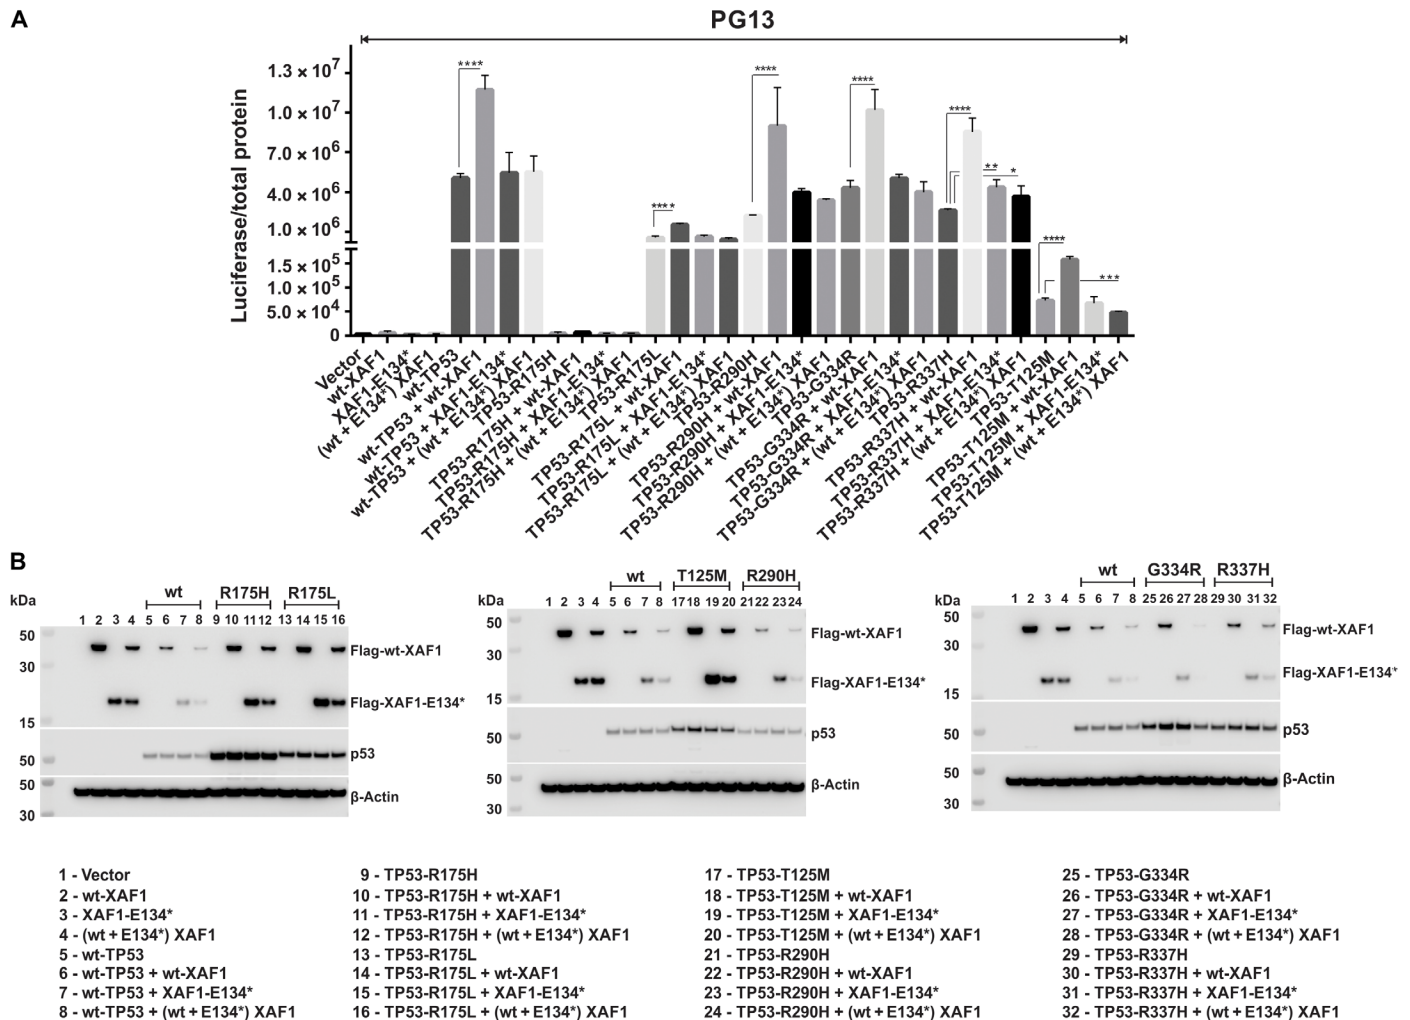 A
PG13
Luciferase/total protein
1.3 × 10⁷
1.0 × 10⁷
7.0 × 10⁶
4.0 × 10⁶
1.0 × 10⁶
1.5 × 10⁵
1.0 × 10⁵
5.0 × 10⁴
0
****
****
****
****
****
**
*
****
***
Vector
wt-XAF1
XAF1-E134*
(wt + E134*) XAF1
wt-TP53
wt-TP53 + wt-XAF1
wt-TP53 + XAF1-E134*
wt-TP53 + (wt + E134*) XAF1
TP53-R175H
TP53-R175H + wt-XAF1
TP53-R175H + XAF1-E134*
TP53-R175H + (wt + E134*) XAF1
TP53-R175L
TP53-R175L + wt-XAF1
TP53-R175L + XAF1-E134*
TP53-R175L + (wt + E134*) XAF1
TP53-R290H
TP53-R290H + wt-XAF1
TP53-R290H + XAF1-E134*
TP53-R290H + (wt + E134*) XAF1
TP53-G334R
TP53-G334R + wt-XAF1
TP53-G334R + XAF1-E134*
TP53-G334R + (wt + E134*) XAF1
TP53-R337H
TP53-R337H + wt-XAF1
TP53-R337H + XAF1-E134*
TP53-R337H + (wt + E134*) XAF1
TP53-T125M
TP53-T125M + wt-XAF1
TP53-T125M + XAF1-E134*
TP53-T125M + (wt + E134*) XAF1
B
wt R175H R175L
kDa
1 2 3 4 5 6 7 8 9 10 11 12 13 14 15 16
50
Flag-wt-XAF1
30
Flag-XAF1-E134*
15
p53
50
50
β-Actin
30
wt T125M R290H
kDa
1 2 3 4 5 6 7 8 17 18 19 20 21 22 23 24
50
Flag-wt-XAF1
30
Flag-XAF1-E134*
15
p53
50
50
β-Actin
30
wt G334R R337H
kDa
1 2 3 4 5 6 7 8 25 26 27 28 29 30 31 32
50
Flag-wt-XAF1
30
Flag-XAF1-E134*
15
p53
50
50
β-Actin
30
1 - Vector
2 - wt-XAF1
3 - XAF1-E134*
4 - (wt + E134*) XAF1
5 - wt-TP53
6 - wt-TP53 + wt-XAF1
7 - wt-TP53 + XAF1-E134*
8 - wt-TP53 + (wt + E134*) XAF1
9 - TP53-R175H
10 - TP53-R175H + wt-XAF1
11 - TP53-R175H + XAF1-E134*
12 - TP53-R175H + (wt + E134*) XAF1
13 - TP53-R175L
14 - TP53-R175L + wt-XAF1
15 - TP53-R175L + XAF1-E134*
16 - TP53-R175L + (wt + E134*) XAF1
17 - TP53-T125M
18 - TP53-T125M + wt-XAF1
19 - TP53-T125M + XAF1-E134*
20 - TP53-T125M + (wt + E134*) XAF1
21 - TP53-R290H
22 - TP53-R290H + wt-XAF1
23 - TP53-R290H + XAF1-E134*
24 - TP53-R290H + (wt + E134*) XAF1
25 - TP53-G334R
26 - TP53-G334R + wt-XAF1
27 - TP53-G334R + XAF1-E134*
28 - TP53-G334R + (wt + E134*) XAF1
29 - TP53-R337H
30 - TP53-R337H + wt-XAF1
31 - TP53-R337H + XAF1-E134*
32 - TP53-R337H + (wt + E134*) XAF1